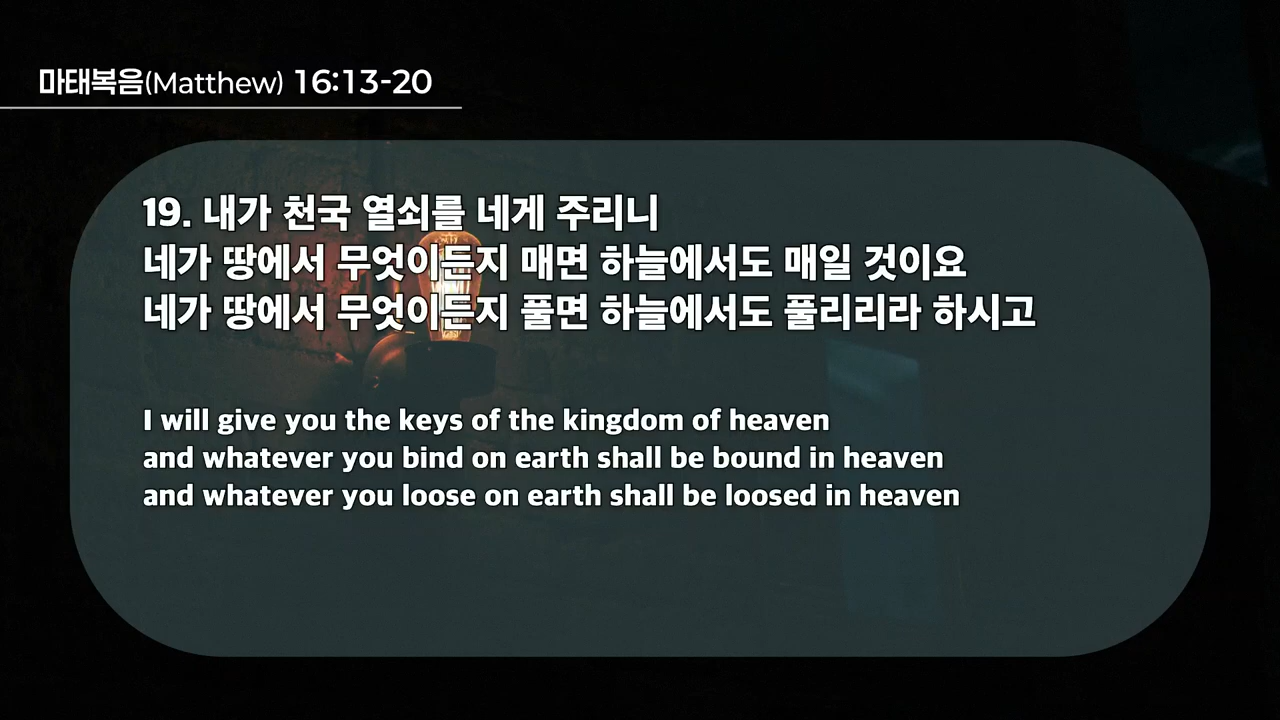 마태복음(Matthew) 16:13-20
19. 내가 천국 열쇠를 네게 주리니
네가 땅에서 무엇이든지 매면 하늘에서도 매일 것이요
네가 땅에서 무엇이든지 풀면 하늘에서도 풀리리라 하시고
I will give you the keys of the kingdom of heaven
and whatever you bind on earth shall be bound in heaven
and whatever you loose on earth shall be loosed in heaven